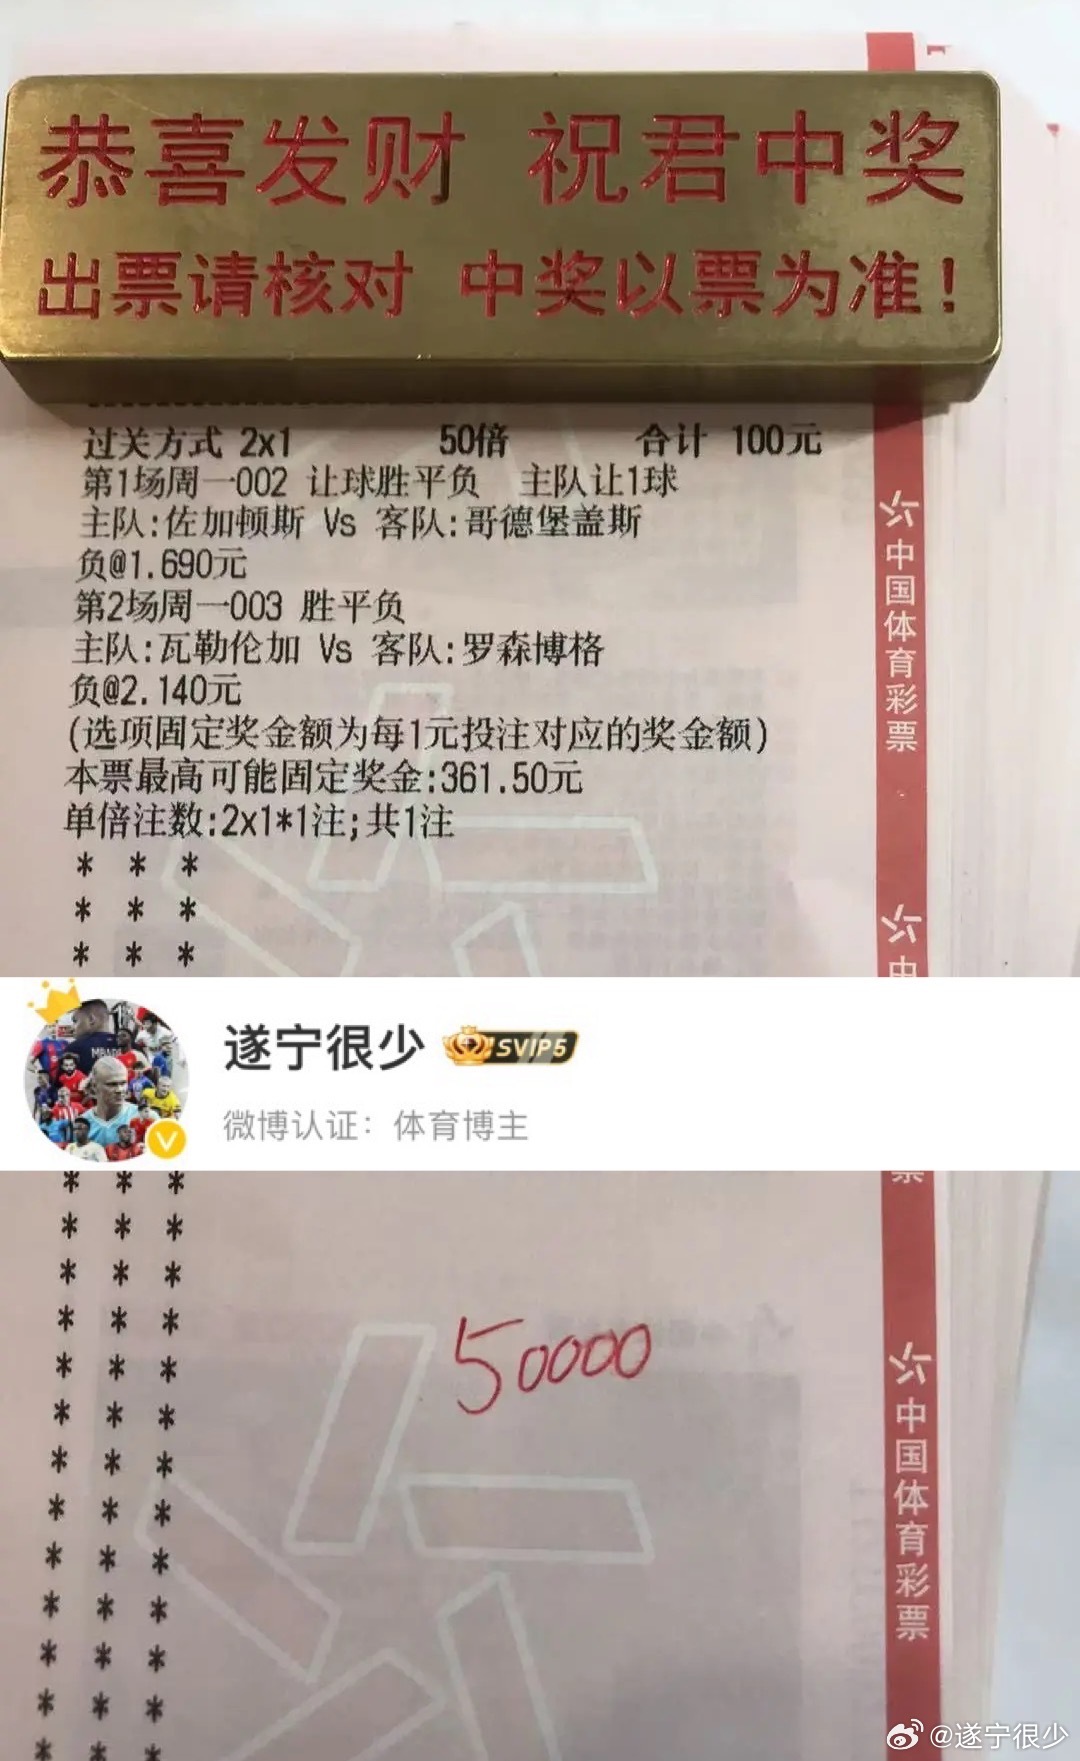 恭喜发财 祝君中奖
出票请核对 中奖以票为准!
过关方式 2x1 50倍 合计 100元
第1场周一002 让球胜平负 主队让1球
主队:佐加顿斯 Vs 客队:哥德堡盖斯
负@1.690元
第2场周一003 胜平负
主队:瓦勒伦加 Vs 客队:罗森博格
负@2.140元
(选项固定奖金额为每1元投注对应的奖金额)
本票最高可能固定奖金:361.50元
单倍注数:2x1*1注;共1注
* * *
* * *
* * *
中国体育彩票
中
遂宁很少 SVIP5
微博认证：体育博主
票
* * *
* * *
* * *
* * *
* * *
* * *
* * *
* * *
* * *
* * *
* * *
* * *
* * *
50000
中国体育彩票
@遂宁很少